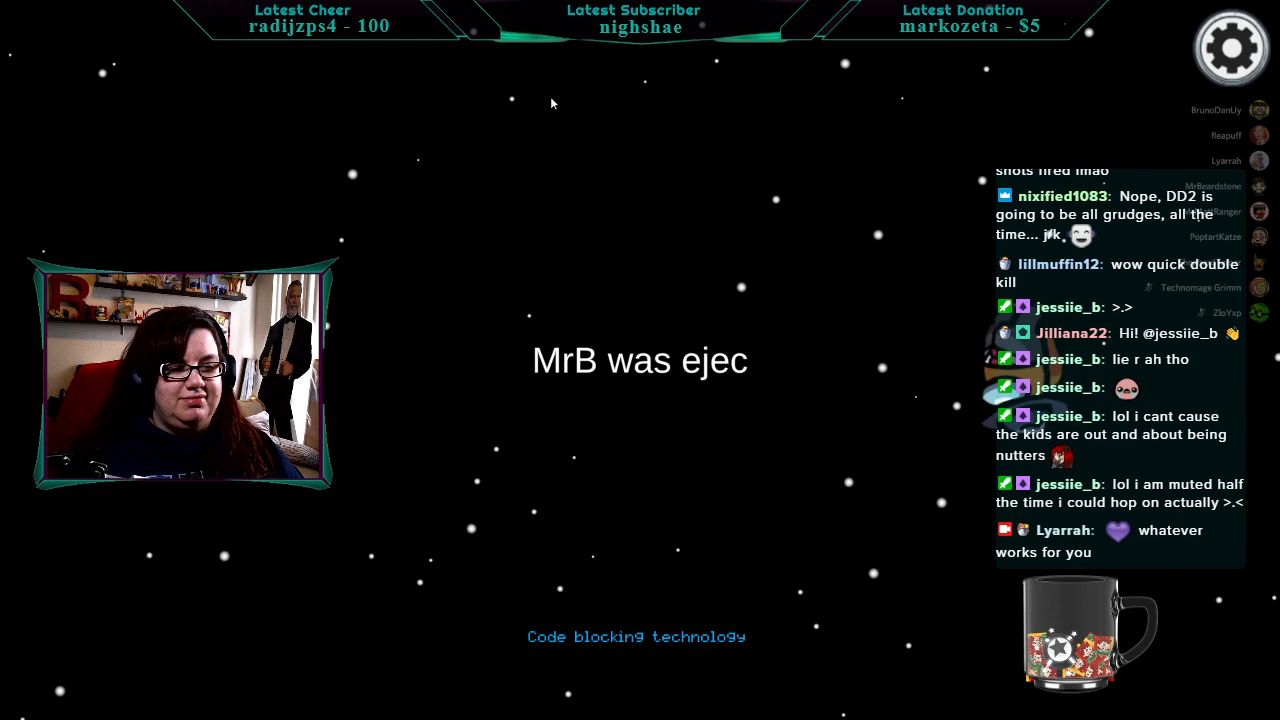 Latest Cheer
radijzps4 - 100
Latest Subscriber
nighshae
Latest Donation
markozeta - $5
BrunoDanUy
fleapuff
Lyarrah
MrBeardstone
PoptartKatze
Technomage Grimm
ZloYxp
shots fired lmao
nixified1083: Nope, DD2 is
going to be all grudges, all the
time... j/k
lillmuffin12: wow quick double
kill
jessiie_b: >.>
Jilliana22: Hi! @jessiie_b 👋
jessiie_b: lie r ah tho
jessiie_b:
jessiie_b: lol i cant cause
the kids are out and about being
nutters
jessiie_b: lol i am muted half
the time i could hop on actually >.<
Lyarrah: 💜 whatever
works for you
R
MrB was ejec
Code blocking technology